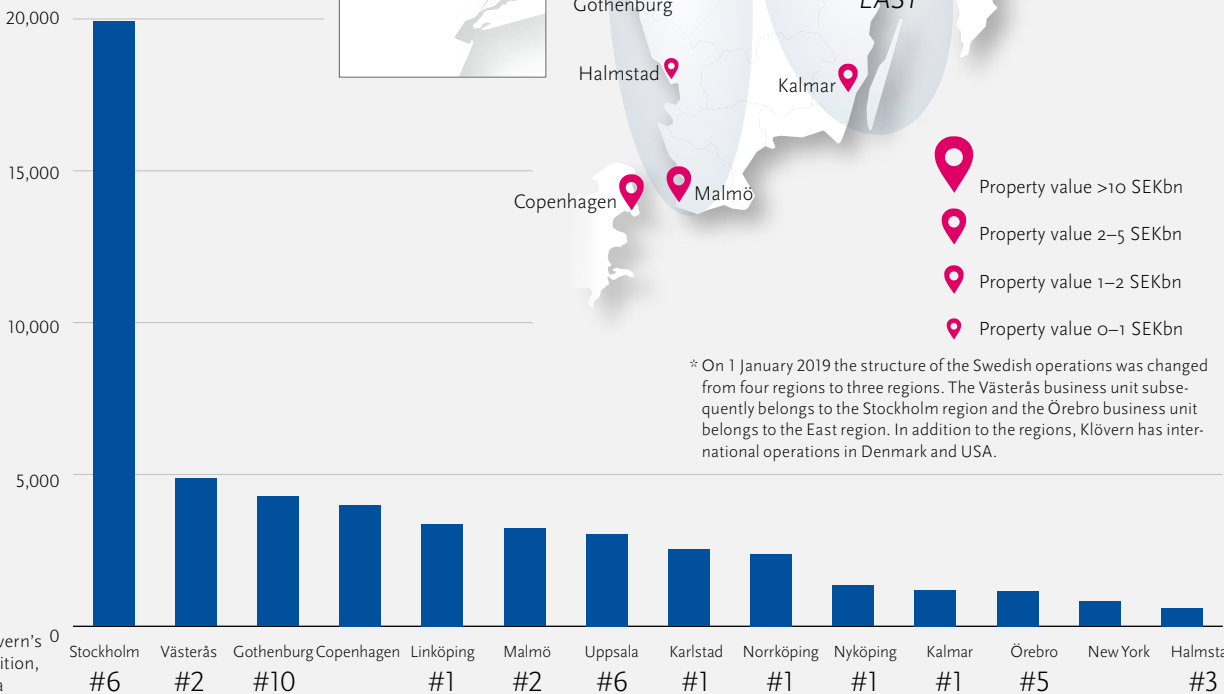 20,000
15,000
10,000
5,000
0
Gothenburg
EAST
Halmstad
Kalmar
Copenhagen
Malmö
Property value >10 SEKbn
Property value 2–5 SEKbn
Property value 1–2 SEKbn
Property value 0–1 SEKbn
* On 1 January 2019 the structure of the Swedish operations was changed
from four regions to three regions. The Västerås business unit subse-
quently belongs to the Stockholm region and the Örebro business unit
belongs to the East region. In addition to the regions, Klövern has inter-
national operations in Denmark and USA.
Stockholm Västerås Gothenburg Copenhagen Linköping Malmö Uppsala Karlstad Norrköping Nyköping Kalmar Örebro New York
#6 #2 #10 #1 #2 #6 #1 #1 #1 #1 #5 #3